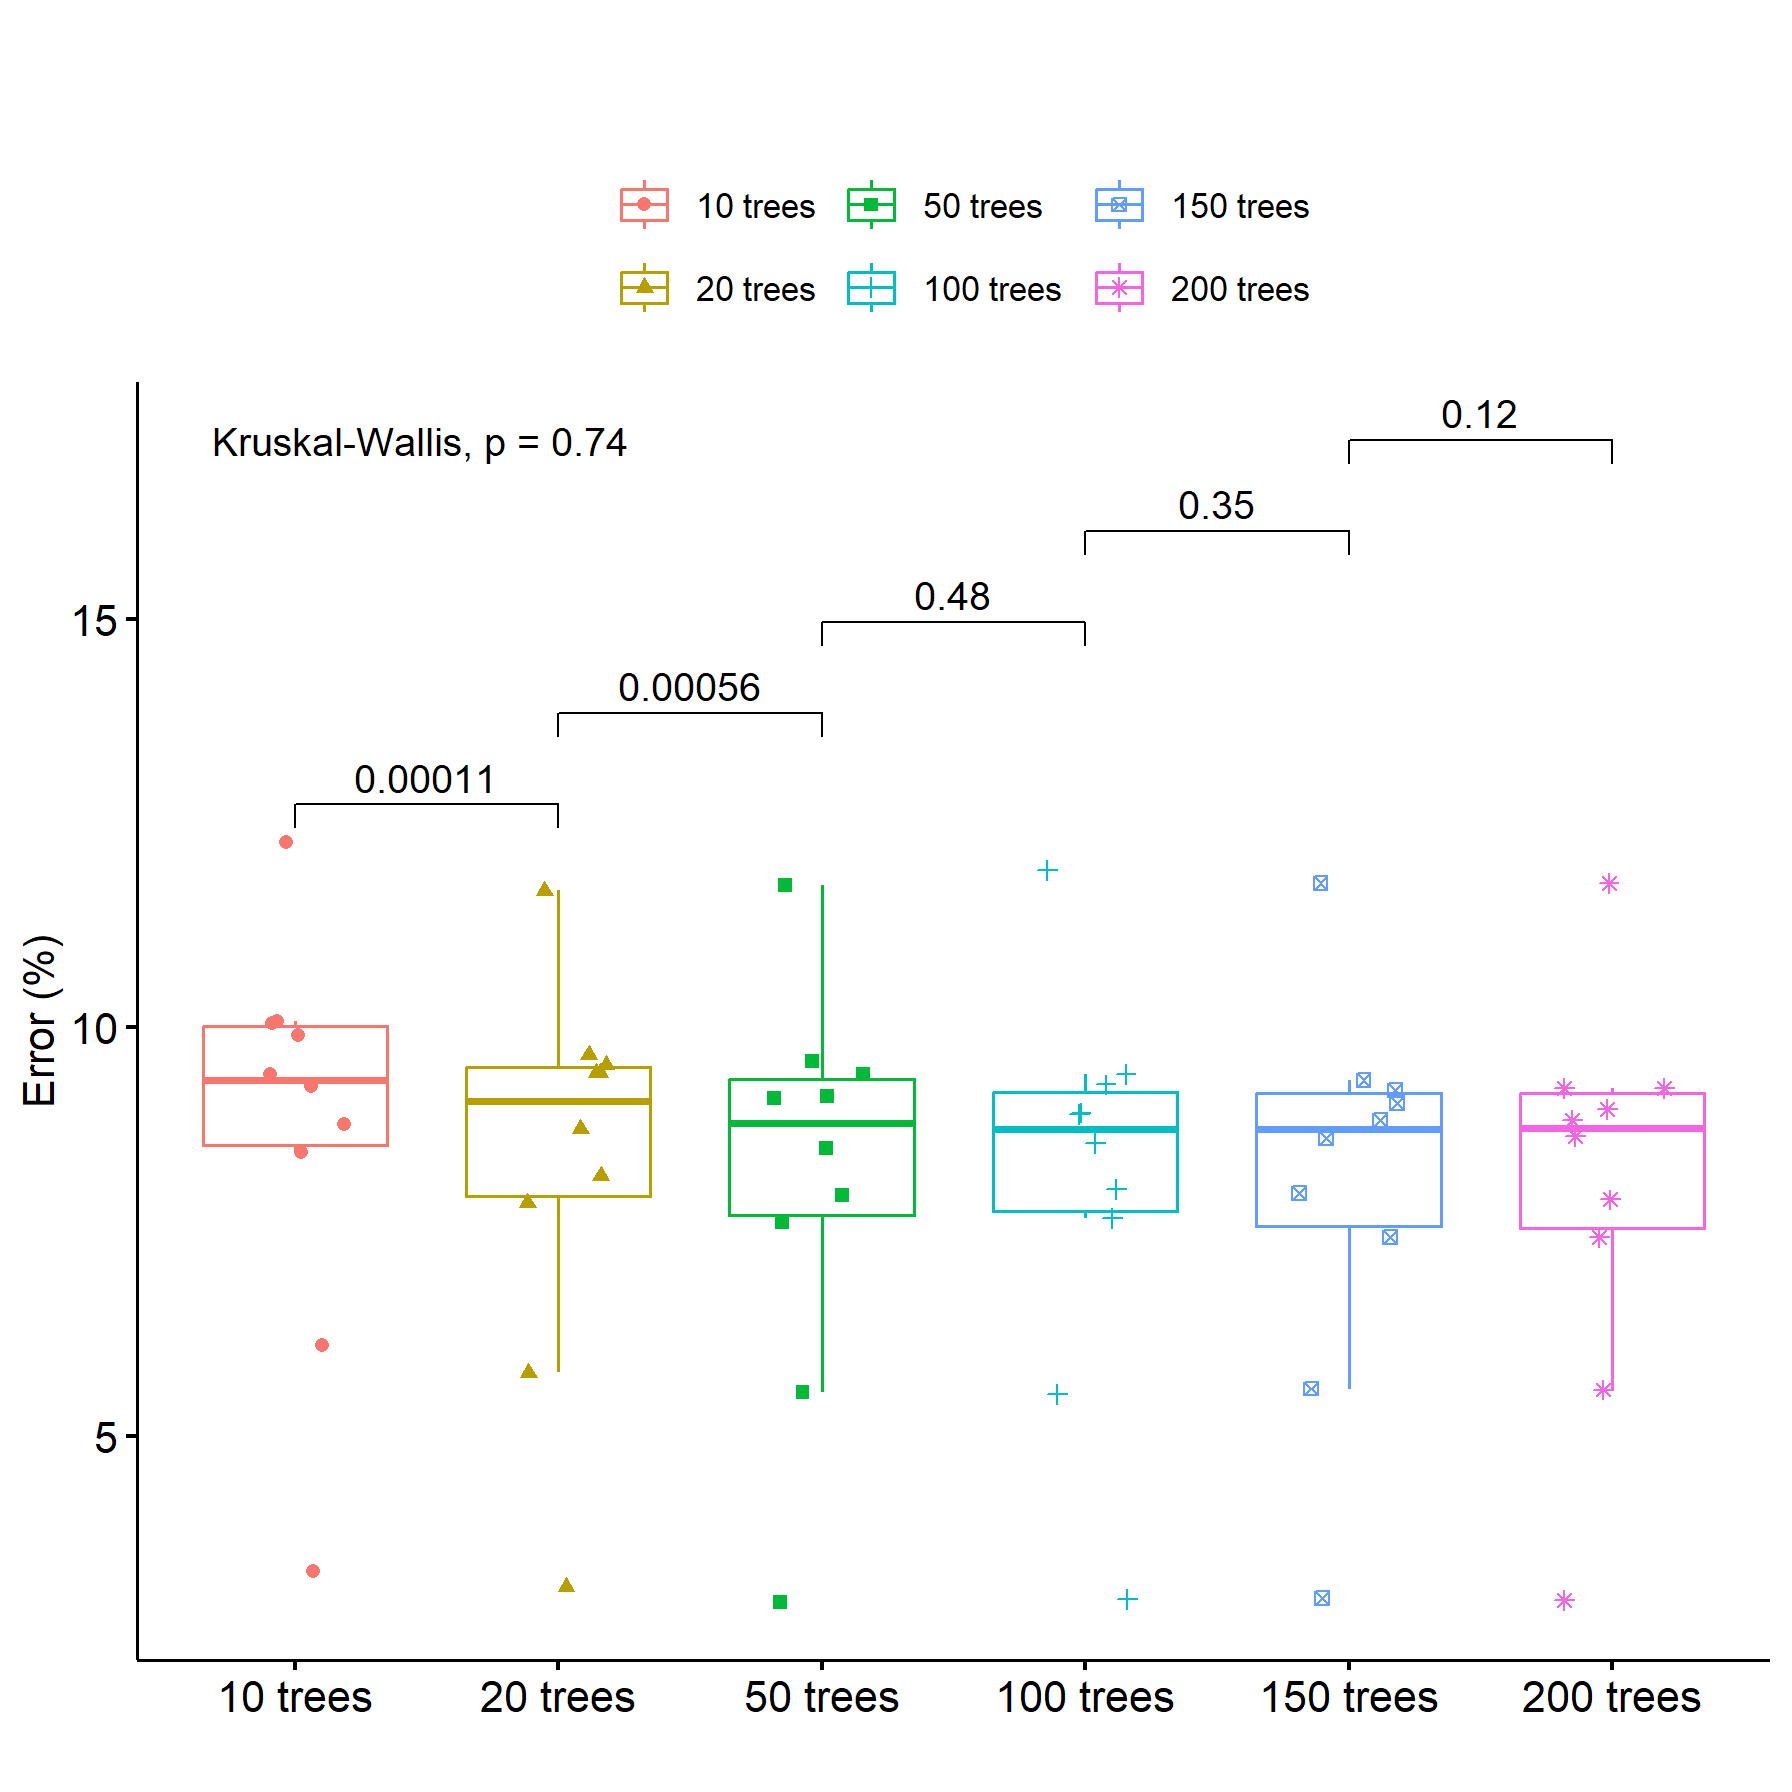 10 trees 50 trees 150 trees
20 trees 100 trees 200 trees
0.12
Kruskal-Wallis, p = 0.74
0.35
0.48
15
0.00056
0.00011
Error (%)
10
5
10 trees 20 trees 50 trees 100 trees 150 trees 200 trees